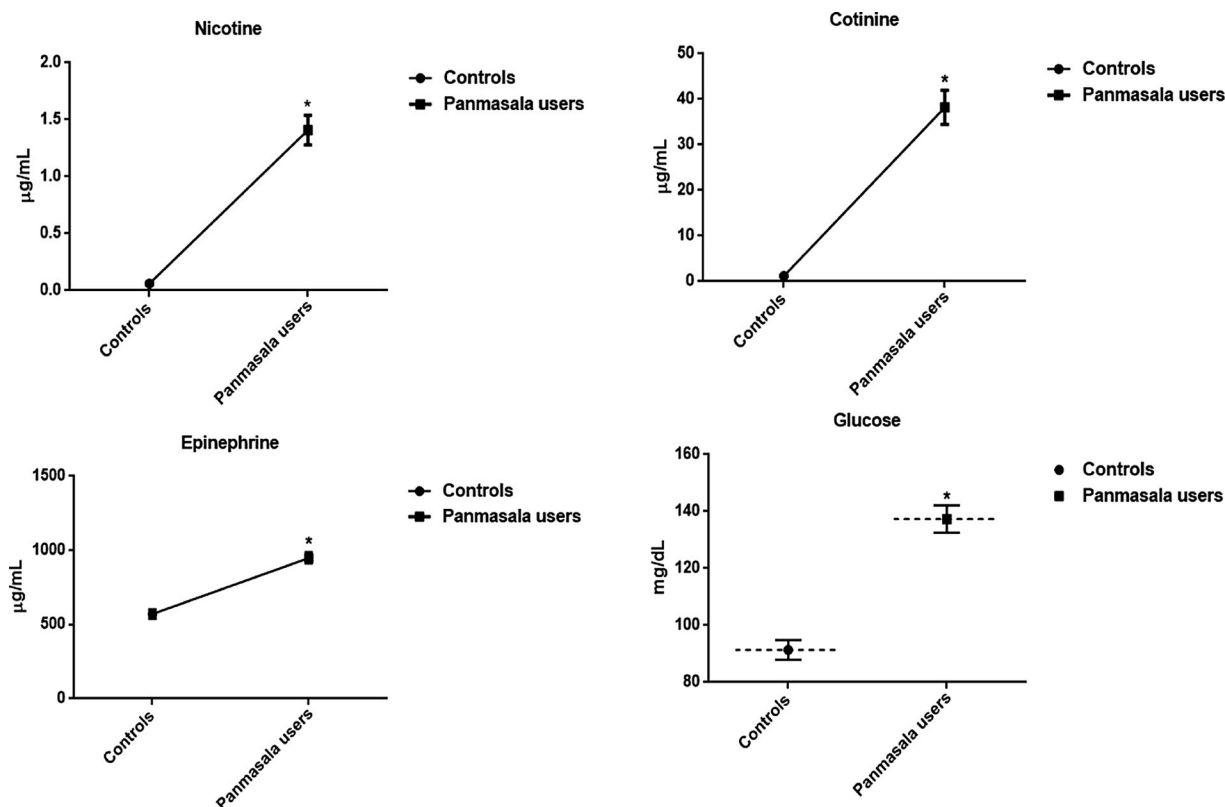 Nicotine
2.0
1.5
1.0
0.5
0.0
μg/mL
*
Controls
Panmasala users
Controls
Panmasala users
Cotinine
50
40
30
20
10
0
μg/mL
*
Controls
Panmasala users
Controls
Panmasala users
Epinephrine
1500
1000
500
0
μg/mL
*
Controls
Panmasala users
Controls
Panmasala users
Glucose
160
140
120
100
80
mg/dL
*
Controls
Panmasala users
Controls
Panmasala users